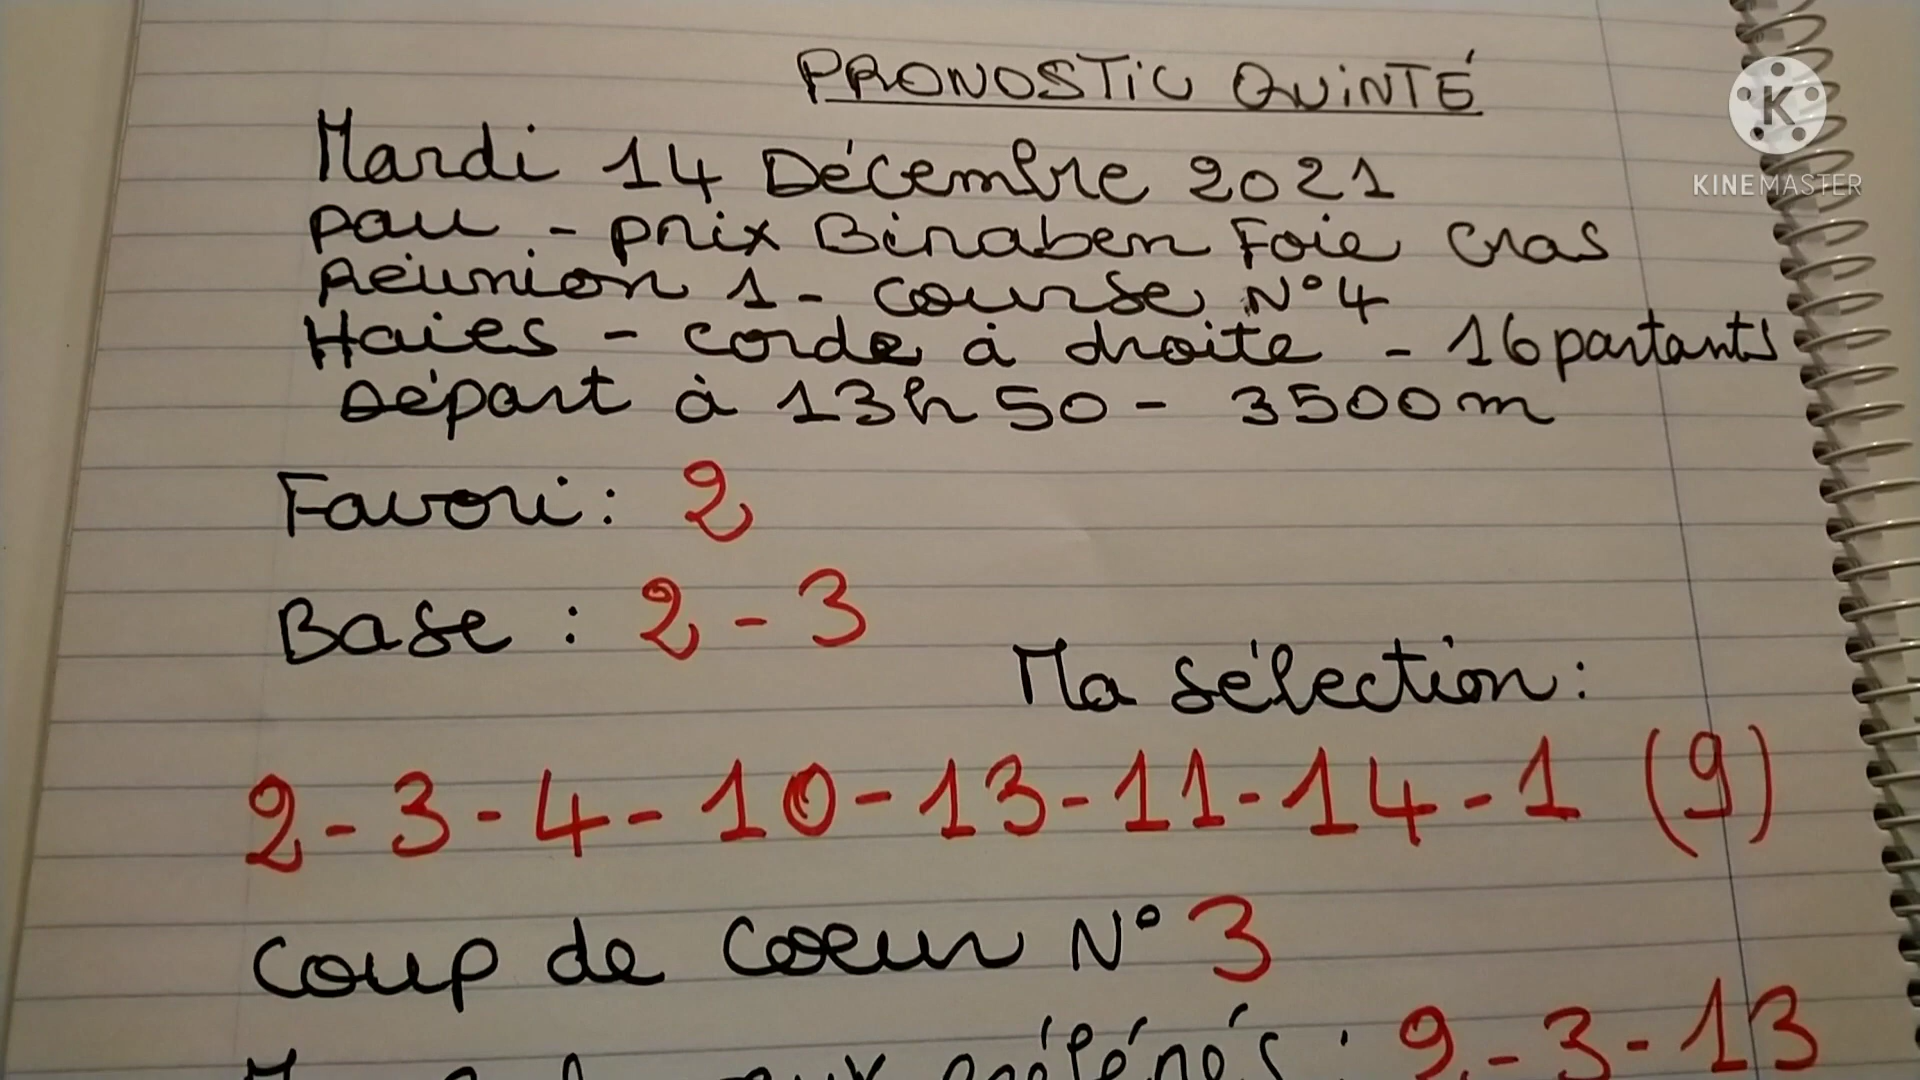 PRONOSTIC QUINTÉ
Mardi 14 Décembre 2021
Pau - prix Binaben Foie Gras
Réunion 1 - course N°4
Haies - corde à droite - 16 partants
Départ à 13h50 - 3500m
Favori : 2
Base : 2 - 3
Ma sélection :
2 - 3 - 4 - 10 - 13 - 11 - 14 - 1 (9)
Coup de coeur N° 3
préférés : 2 - 3 - 13
K
KINEMASTER